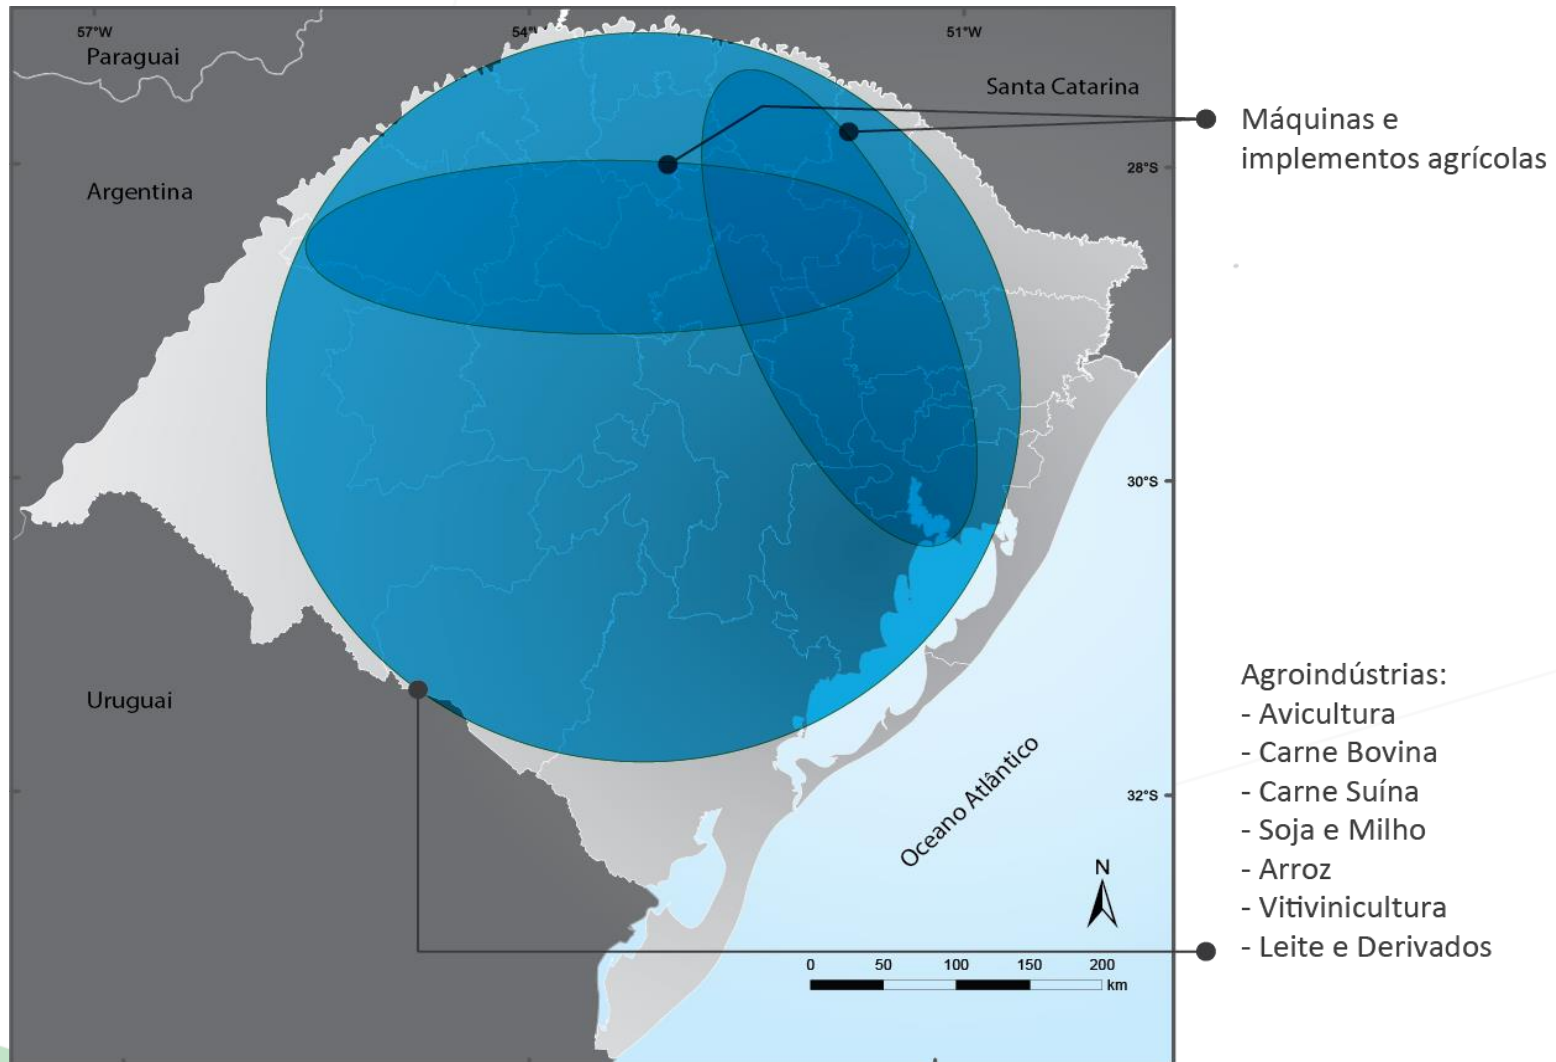 57°W
54°W
51°W
Paraguai
Santa Catarina
Máquinas e
implementos agrícolas
28°S
Argentina
30°S
Uruguai
Agroindústrias:
- Avicultura
- Carne Bovina
- Carne Suína
- Soja e Milho
- Arroz
- Vitivinicultura
- Leite e Derivados
Oceano Atlântico
32°S
N
0 50 100 150 200
km